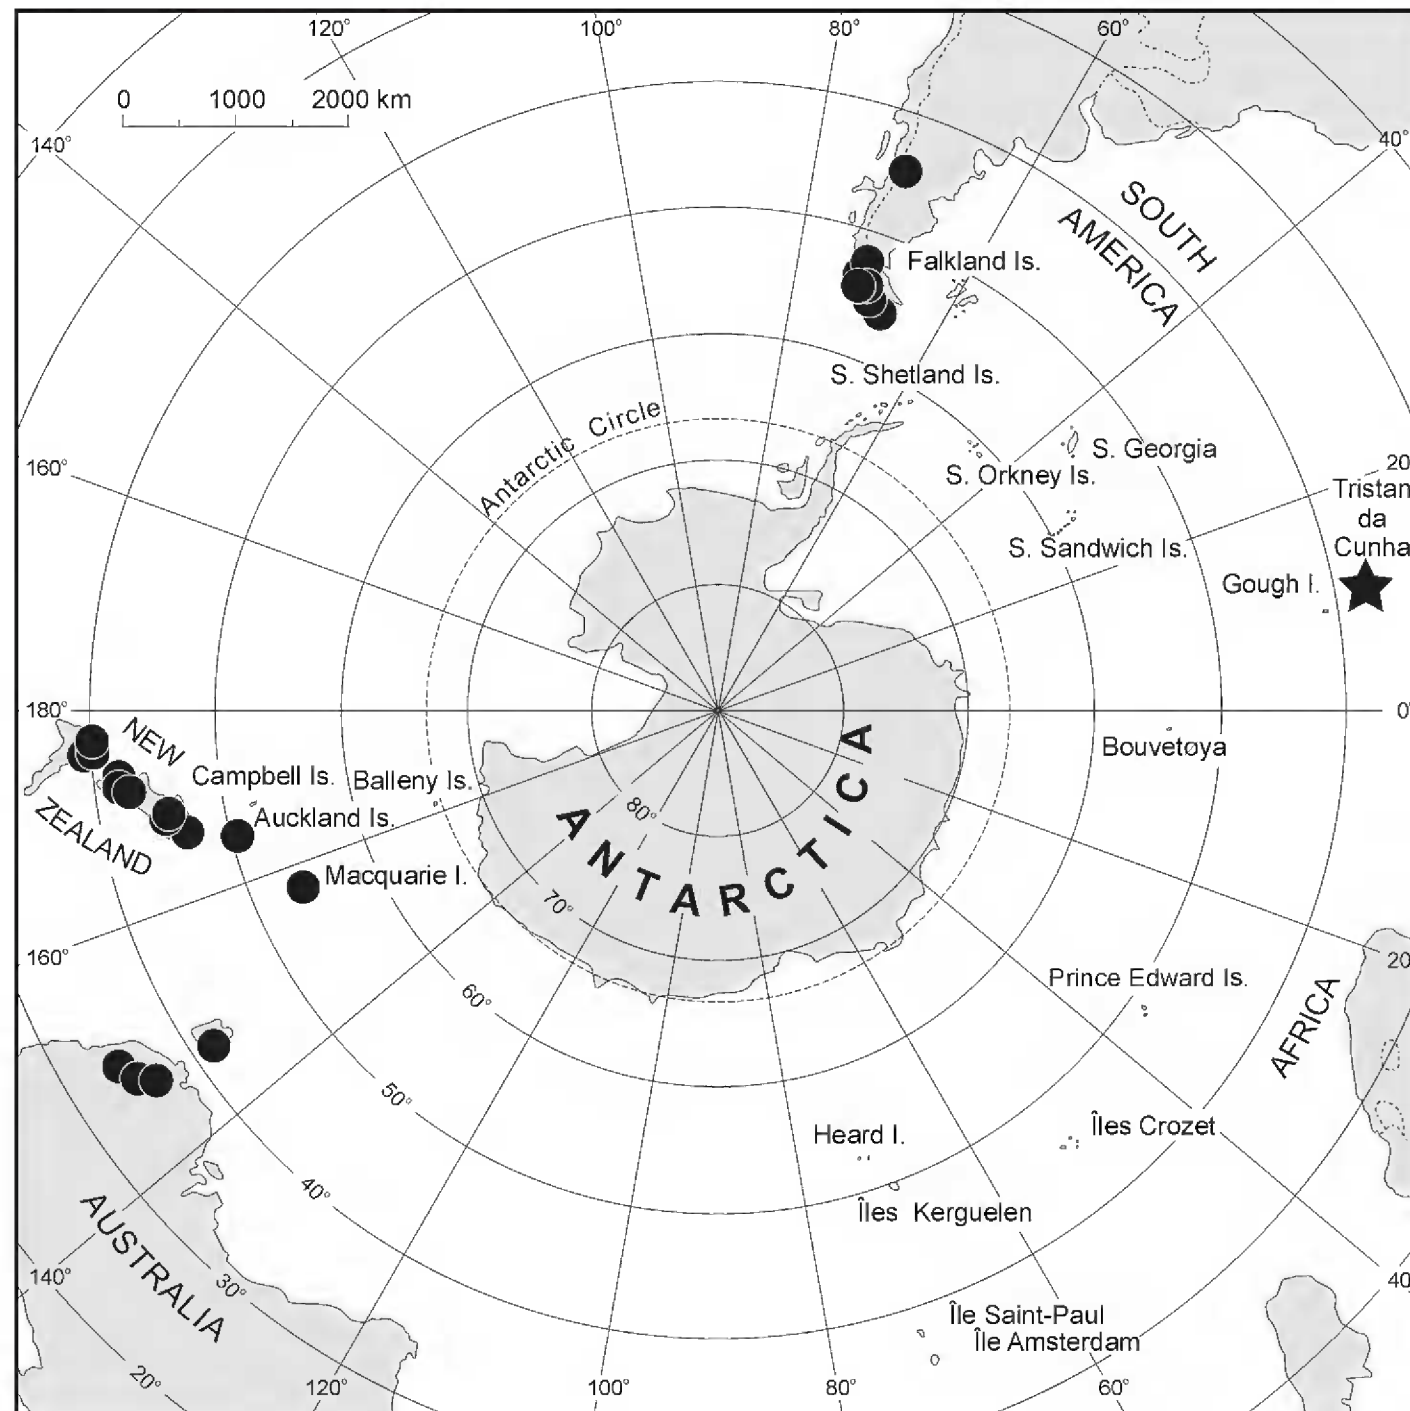 120°
100°
80°
60°
0 1000 2000 km
140°
40°
SOUTH
AMERICA
Falkland Is.
S. Shetland Is.
Antarctic Circle
160°
S. Georgia
20
S. Orkney Is.
Tristan
da
Cunha
S. Sandwich Is.
Gough I.
180°
0°
NEW
ZEALAND
Campbell Is.
Balleny Is.
Auckland Is.
Macquarie I.
Bouvetøya
80°
ANTARCTICA
70°
60°
50°
40°
30°
20°
160°
20
Prince Edward Is.
AFRICA
Heard I.
Îles Crozet
Îles Kerguelen
AUSTRALIA
140°
40
Île Saint-Paul
Île Amsterdam
120°
100°
80°
60°